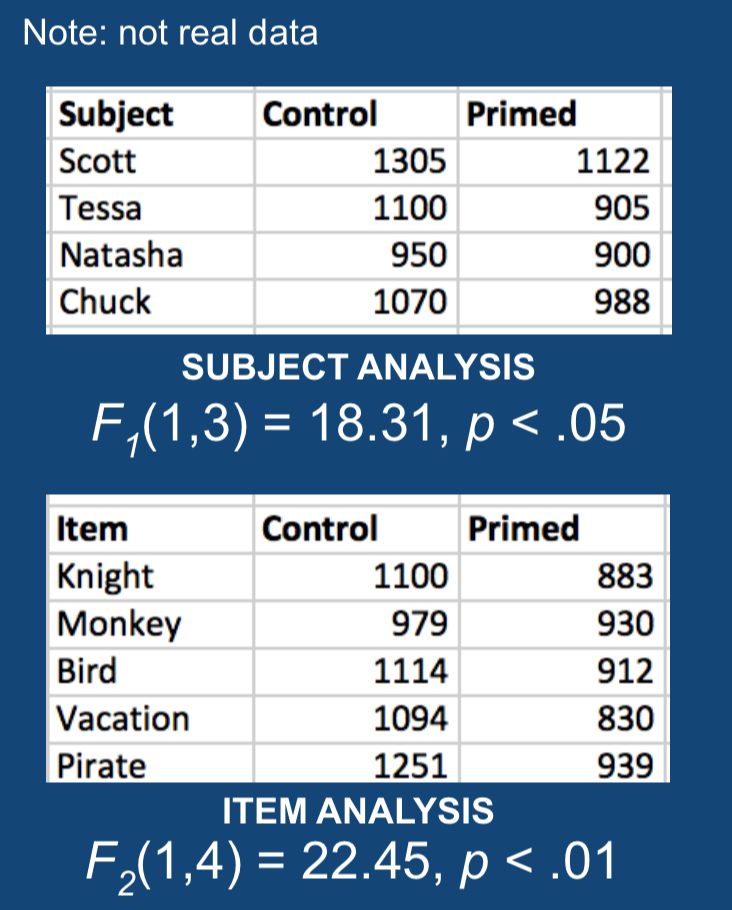 Note: not real data
Subject Control Primed
Scott 1305 1122
Tessa 1100 905
Natasha 950 900
Chuck 1070 988
SUBJECT ANALYSIS
F₁(1,3) = 18.31, p < .05
Item Control Primed
Knight 1100 883
Monkey 979 930
Bird 1114 912
Vacation 1094 830
Pirate 1251 939
ITEM ANALYSIS
F₂(1,4) = 22.45, p < .01